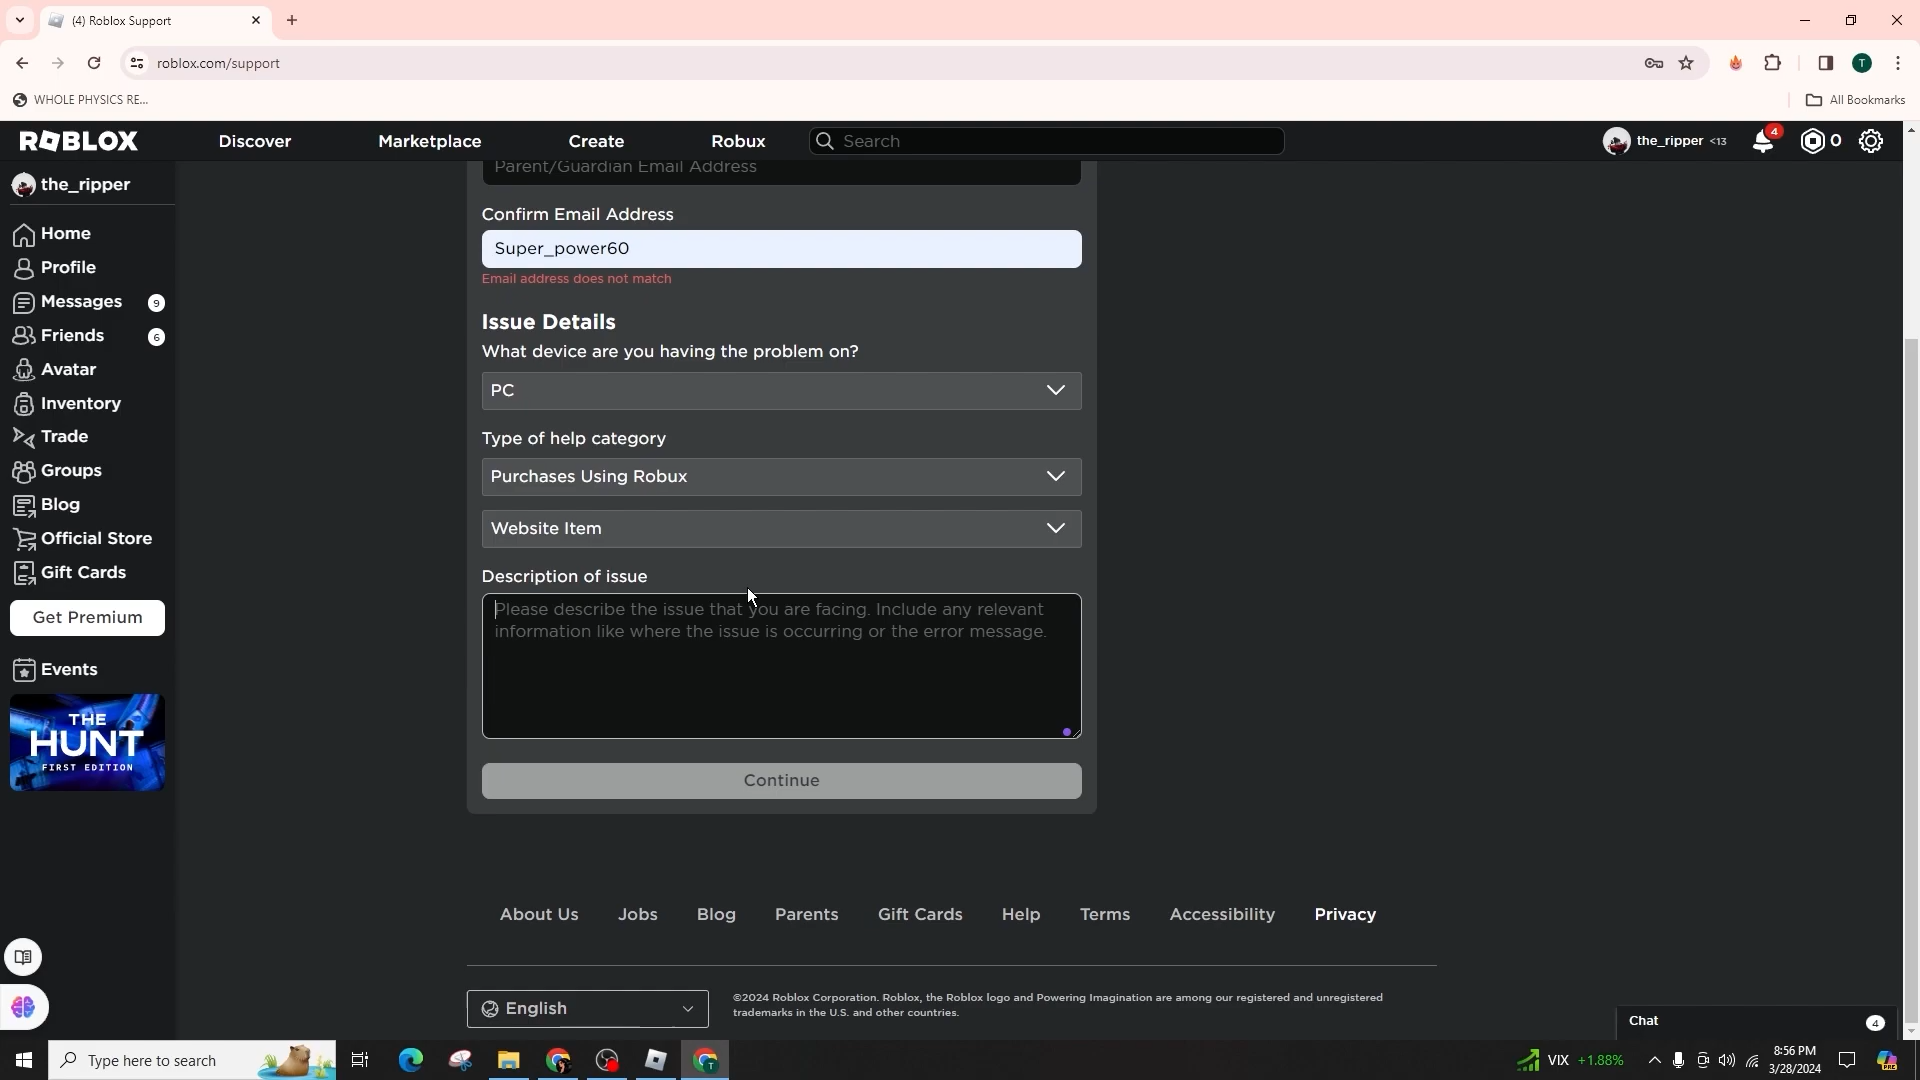 (4) Roblox Support
roblox.com/support
T
WHOLE PHYSICS RE...
All Bookmarks
ROBLOX
Discover
Marketplace
Create
Robux
Search
the_ripper <13
4
0
the_ripper
Home
Profile
Messages 9
Friends 6
Avatar
Inventory
Trade
Groups
Blog
Official Store
Gift Cards
Get Premium
Events
THE
HUNT
FIRST EDITION
Parent/Guardian Email Address
Confirm Email Address
Super_power60
Email address does not match
Issue Details
What device are you having the problem on?
PC
Type of help category
Purchases Using Robux
Website Item
Description of issue
Please describe the issue that you are facing. Include any relevant
information like where the issue is occurring or the error message.
Continue
About Us
Jobs
Blog
Parents
Gift Cards
Help
Terms
Accessibility
Privacy
English
©2024 Roblox Corporation. Roblox, the Roblox logo and Powering Imagination are among our registered and unregistered
trademarks in the U.S. and other countries.
Chat 4
Type here to search
T
VIX +1.88%
8:56 PM
3/28/2024
PRE